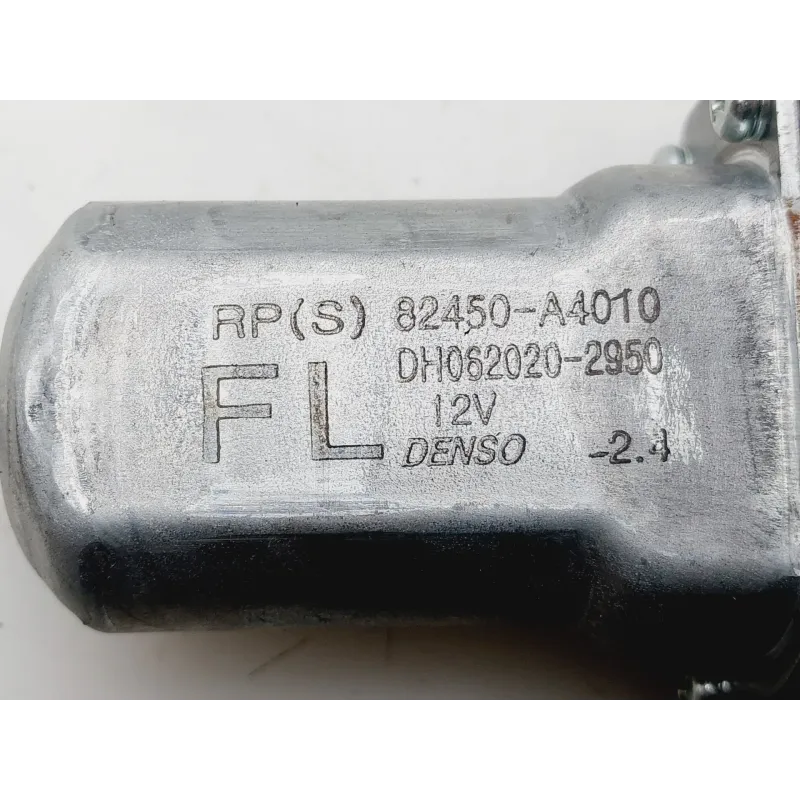 RP(S) 82450-A4010
DH062020-2950
FL
12V
DENSO -2.4